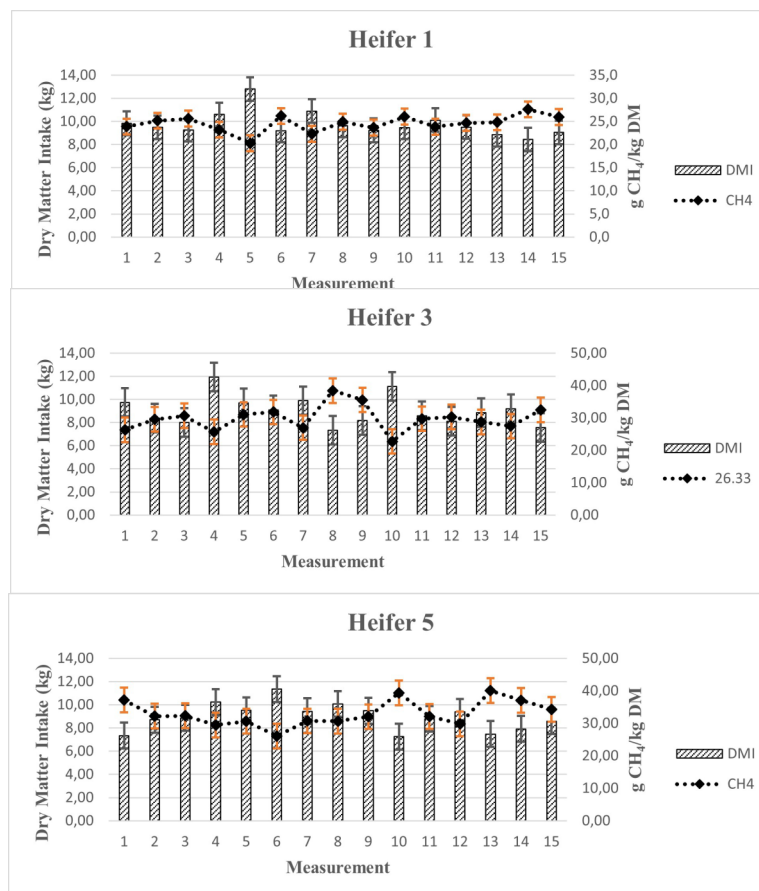 Heifer 1
Dry Matter Intake (kg)
14,00
12,00
10,00
8,00
6,00
4,00
2,00
0,00
35,0
30,0
25,0
20,0
15,0
10,0
5,0
0,0
g CH₄/kg DM
DMI
CH4
1 2 3 4 5 6 7 8 9 10 11 12 13 14 15
Measurement
Heifer 3
Dry Matter Intake (kg)
14,00
12,00
10,00
8,00
6,00
4,00
2,00
0,00
50,00
40,00
30,00
20,00
10,00
0,00
g CH₄/kg DM
DMI
26.33
1 2 3 4 5 6 7 8 9 10 11 12 13 14 15
Measurement
Heifer 5
Dry Matter Intake (kg)
14,00
12,00
10,00
8,00
6,00
4,00
2,00
0,00
50,00
40,00
30,00
20,00
10,00
0,00
g CH₄/kg DM
DMI
CH4
1 2 3 4 5 6 7 8 9 10 11 12 13 14 15
Measurement